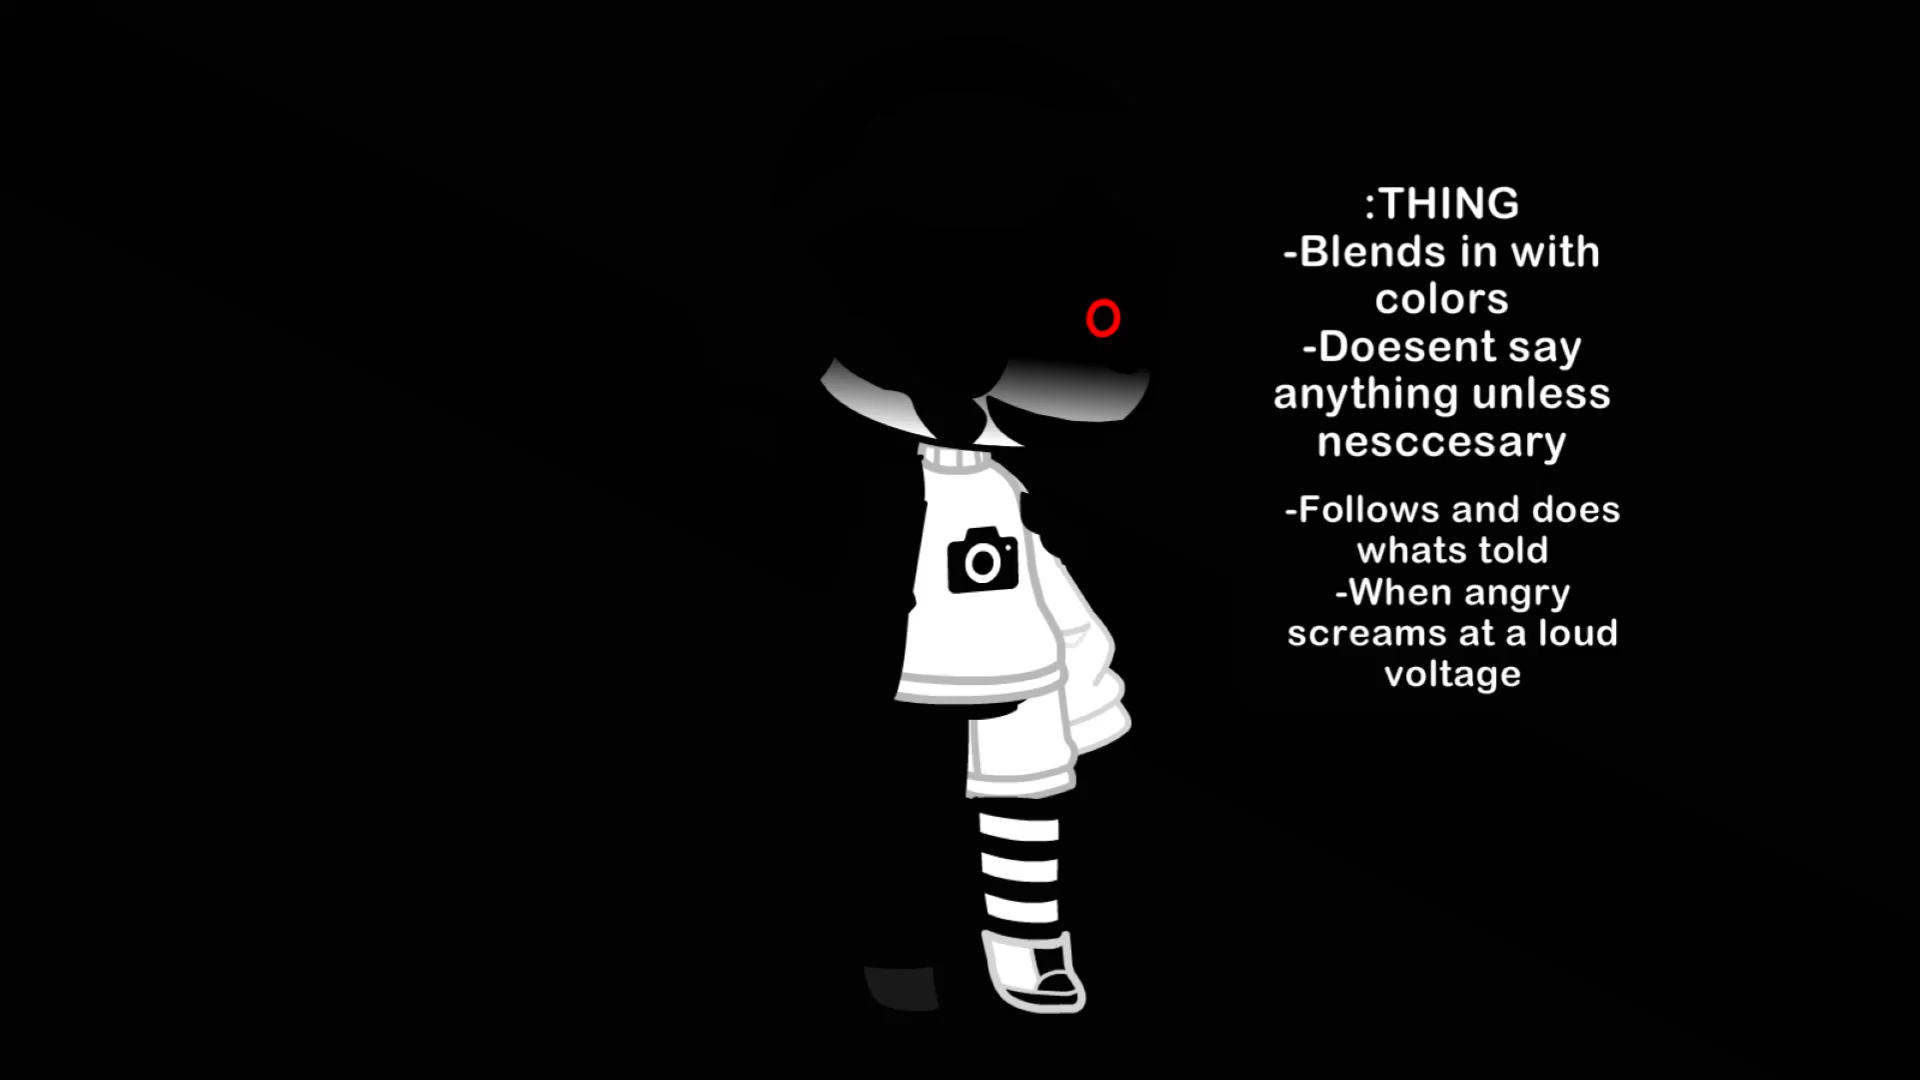 :THING
-Blends in with
colors
-Doesent say
anything unless
nesccesary
-Follows and does
whats told
-When angry
screams at a loud
voltage